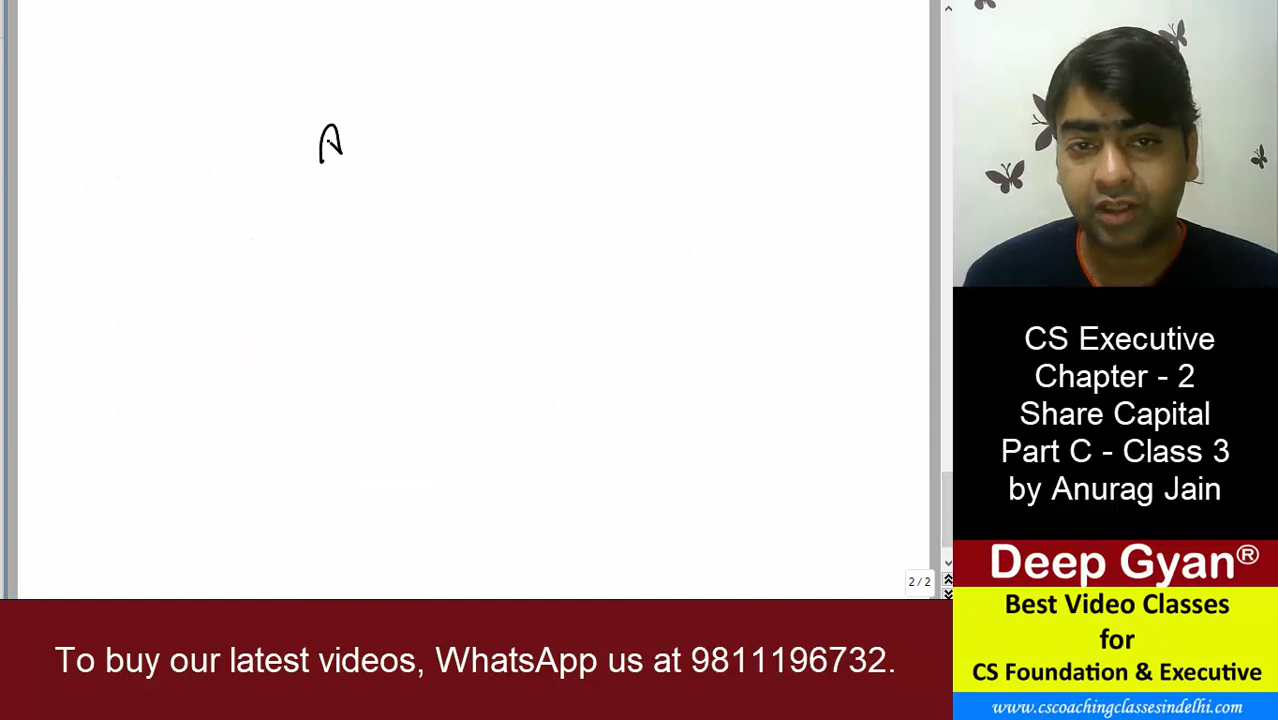 A
2 / 2
CS Executive
Chapter - 2
Share Capital
Part C - Class 3
by Anurag Jain
Deep Gyan®
Best Video Classes
for
CS Foundation & Executive
www.cscoachingclassesindelhi.com
To buy our latest videos, WhatsApp us at 9811196732.